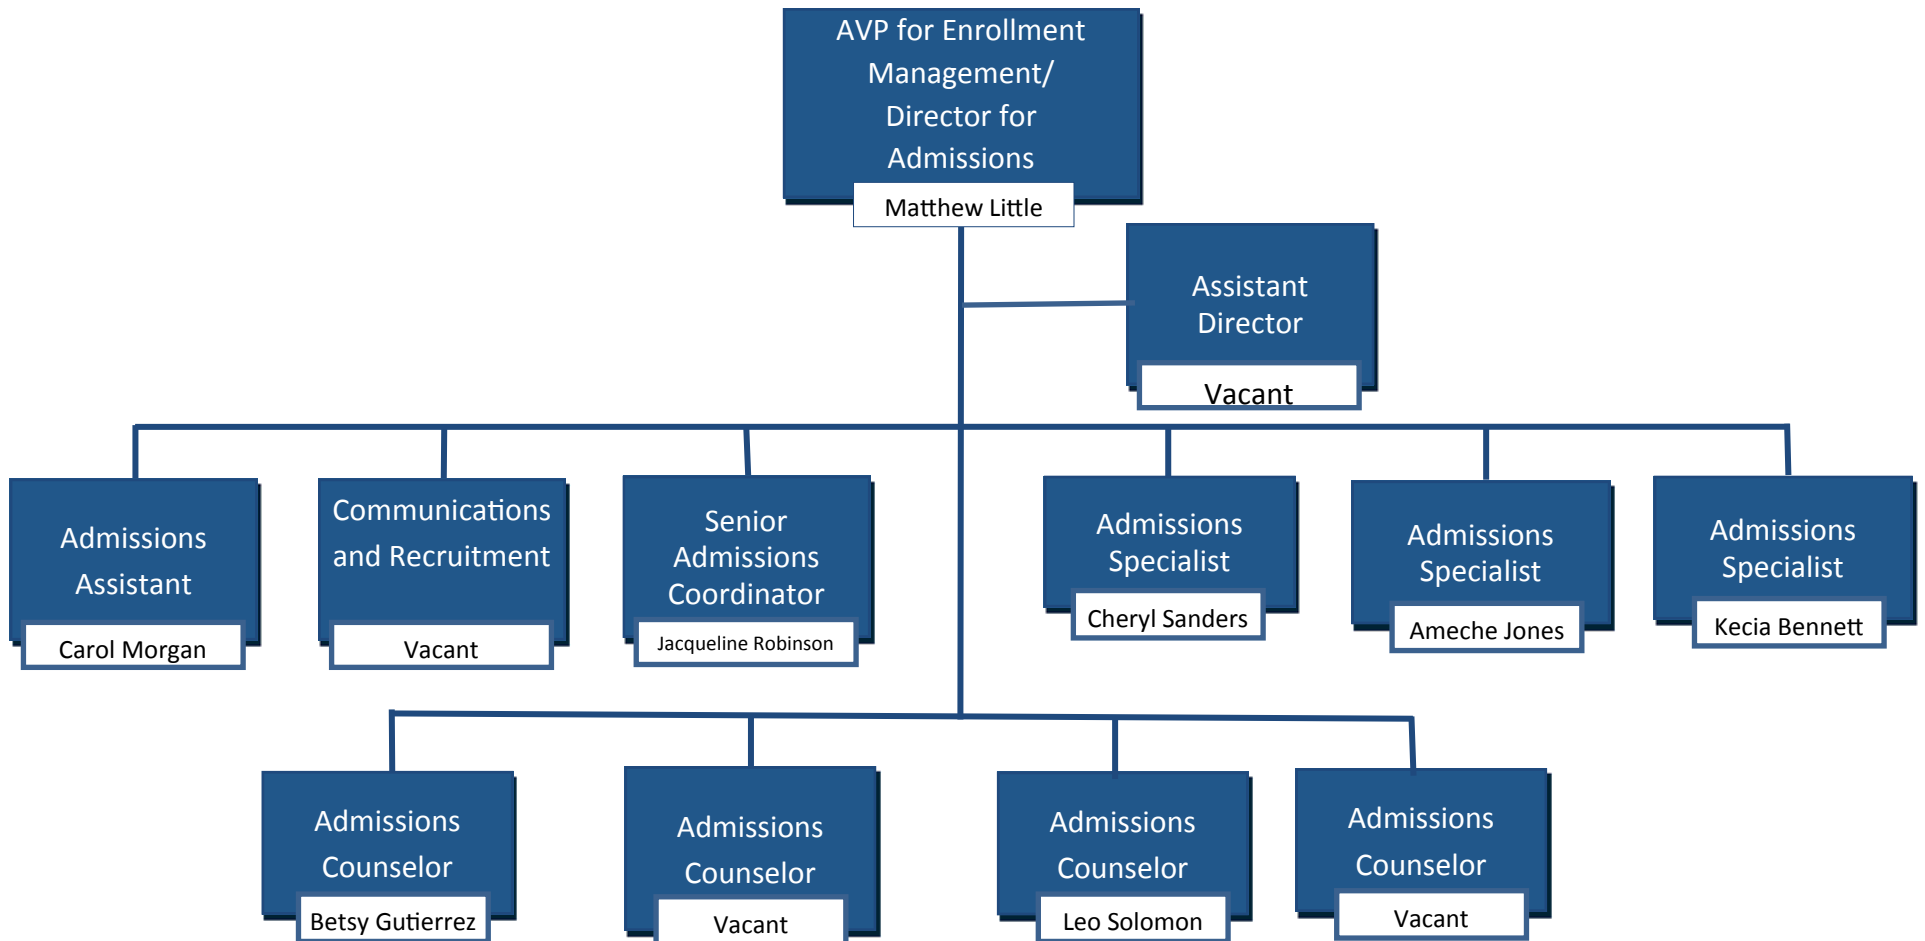 AVP for Enrollment
Management/
Director for
Admissions
Matthew Little
Assistant
Director
Vacant
Admissions
Assistant
Carol Morgan
Communications
and Recruitment
Vacant
Senior
Admissions
Coordinator
Jacqueline Robinson
Admissions
Specialist
Cheryl Sanders
Admissions
Specialist
Ameche Jones
Admissions
Specialist
Kecia Bennett
Admissions
Counselor
Betsy Gutierrez
Admissions
Counselor
Vacant
Admissions
Counselor
Leo Solomon
Admissions
Counselor
Vacant